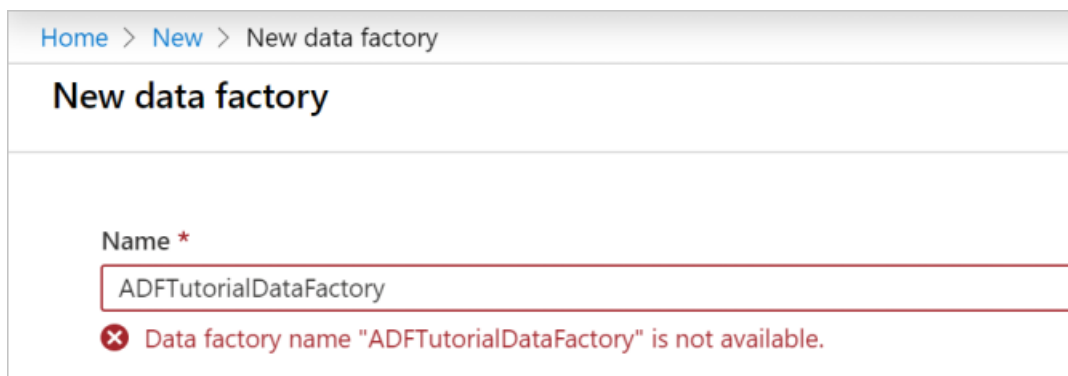 Home > New > New data factory
New data factory
Name *
ADFTutorialDataFactory
Data factory name "ADFTutorialDataFactory" is not available.